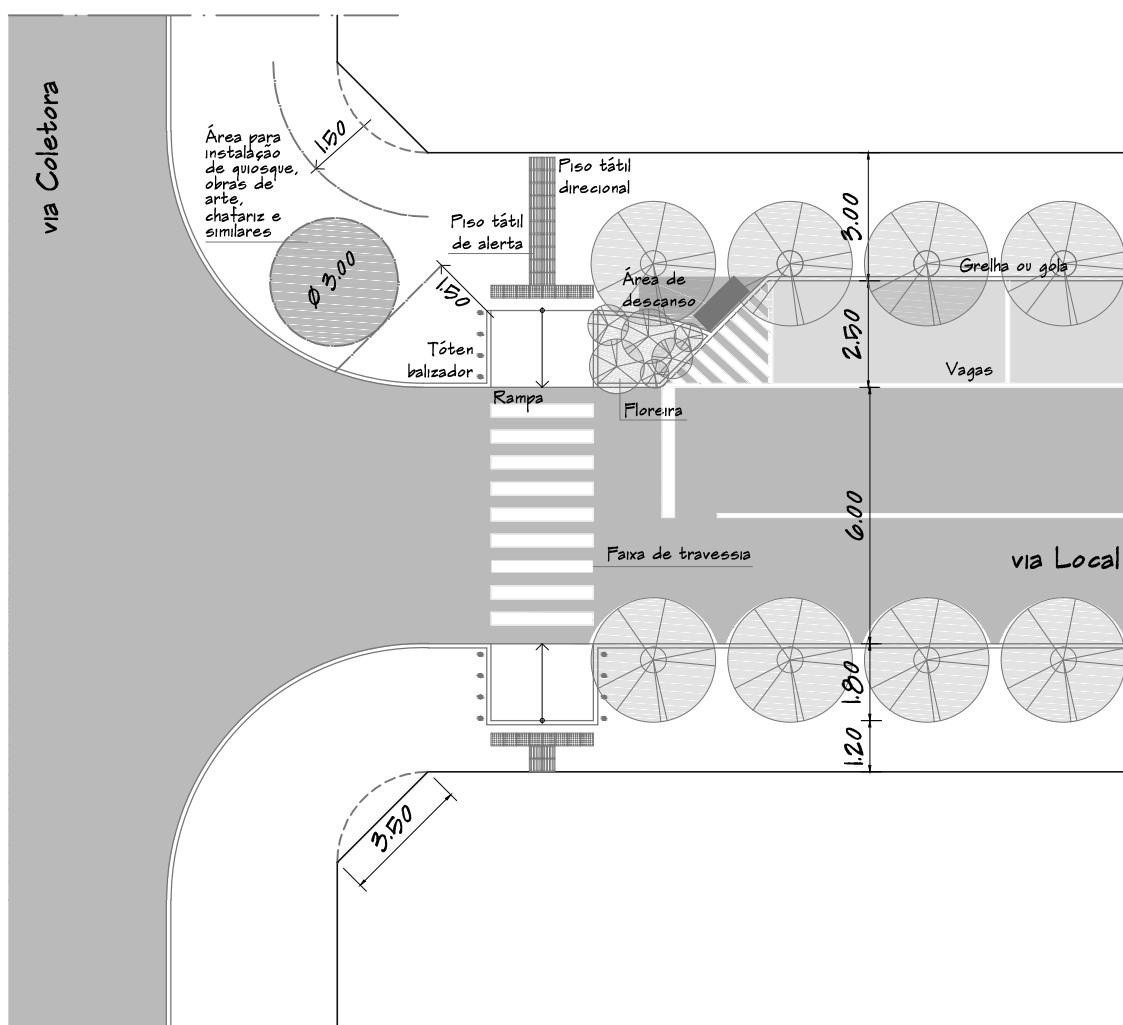 via Coletora
Área para
instalação
de quiosque,
obras de
arte,
chafariz e
similares
1.50
Ø 3.00
Piso tátil
direcional
Piso tátil
de alerta
1.50
Área de
descanso
3.00
Grelha ou gola
2.50
Tóten
balizador
Vagas
Rampa
Floreira
6.00
Faixa de travessia
via Local
1.80
1.20
3.50